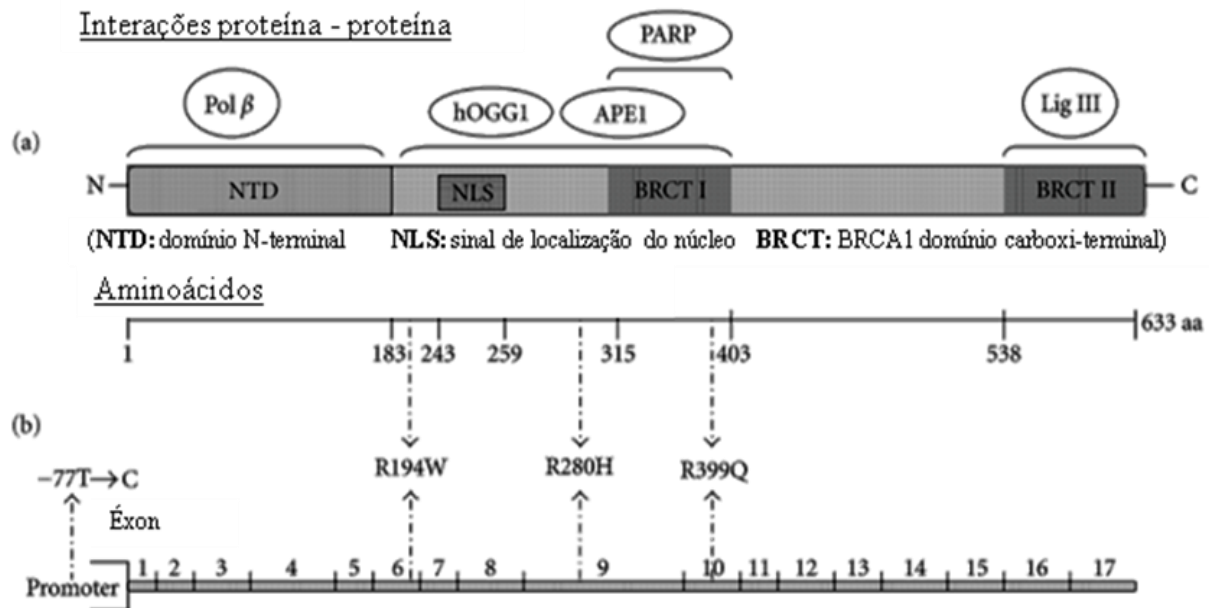 Interações proteína - proteína
PARP
Pol β
hOGG1
APE1
Lig III
(a)
N
NTD
NLS
BRCT I
BRCT II
C
(NTD: domínio N-terminal NLS: sinal de localização do núcleo BRCT: BRCA1 domínio carboxi-terminal)
Aminoácidos
633 aa
1 183 243 259 315 403 538
(b)
−77T→C R194W R280H R399Q
Éxon
1 2 3 4 5 6 7 8 9 10 11 12 13 14 15 16 17
Promoter